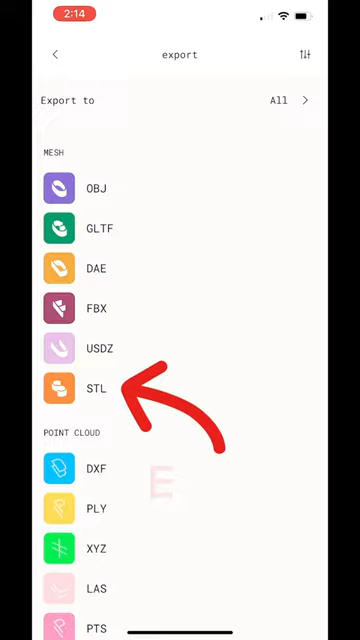 2:14
export
Export to All
MESH
OBJ
GLTF
DAE
FBX
USDZ
STL
POINT CLOUD
DXF
E
PLY
XYZ
LAS
PTS